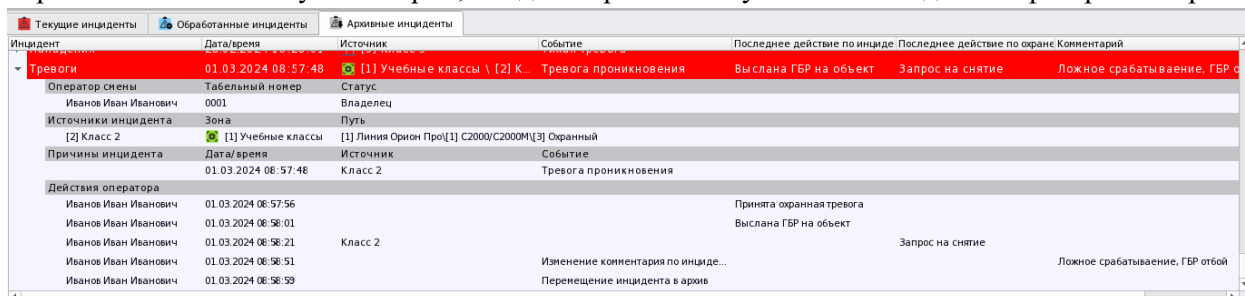 Текущие инциденты Обработанные инциденты Архивные инциденты
Инцидент Дата/время Источник Событие Последнее действие по инциде Последнее действие по охране Комментарий
Тревоги 01.03.2024 08:57:48 [1] Учебные классы \ [2] К... Тревога проникновения Выслана ГБР на объект Запрос на снятие Ложное срабатываение, ГБР о
Оператор смены Табельный номер Статус
Иванов Иван Иванович 0001 Владелец
Источники инцидента Зона Путь
[2] Класс 2 [1] Учебные классы [1] Линия Орион Про\[1] С2000/С2000М\[3] Охранный
Причины инцидента Дата/время Источник Событие
01.03.2024 08:57:48 Класс 2 Тревога проникновения
Действия оператора
Иванов Иван Иванович 01.03.2024 08:57:56 Принята охранная тревога
Иванов Иван Иванович 01.03.2024 08:58:01 Выслана ГБР на объект
Иванов Иван Иванович 01.03.2024 08:58:21 Класс 2 Запрос на снятие
Иванов Иван Иванович 01.03.2024 08:58:51 Изменение комментария по инциде... Ложное срабатываение, ГБР отбой
Иванов Иван Иванович 01.03.2024 08:58:59 Перемещение инцидента в архив